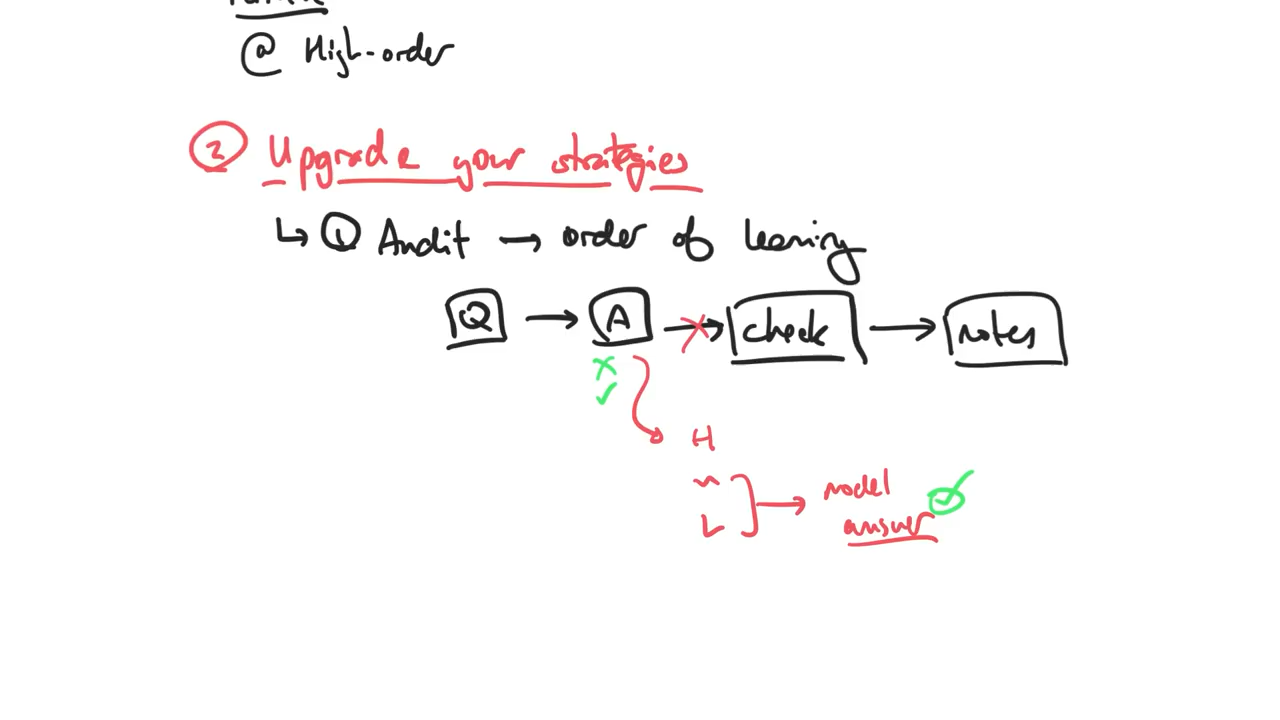 @ High-order
2 Upgrade your strategies
↳ 1 Audit → order of learning
Q → A → check → notes
H
M
L → model
answer